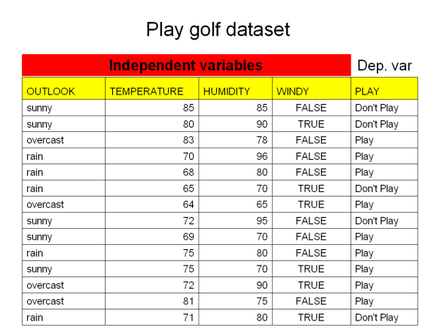 Play golf dataset
Independent variables Dep. var
OUTLOOK TEMPERATURE HUMIDITY WINDY PLAY
sunny 85 85 FALSE Don't Play
sunny 80 90 TRUE Don't Play
overcast 83 78 FALSE Play
rain 70 96 FALSE Play
rain 68 80 FALSE Play
rain 65 70 TRUE Don't Play
overcast 64 65 TRUE Play
sunny 72 95 FALSE Don't Play
sunny 69 70 FALSE Play
rain 75 80 FALSE Play
sunny 75 70 TRUE Play
overcast 72 90 TRUE Play
overcast 81 75 FALSE Play
rain 71 80 TRUE Don't Play